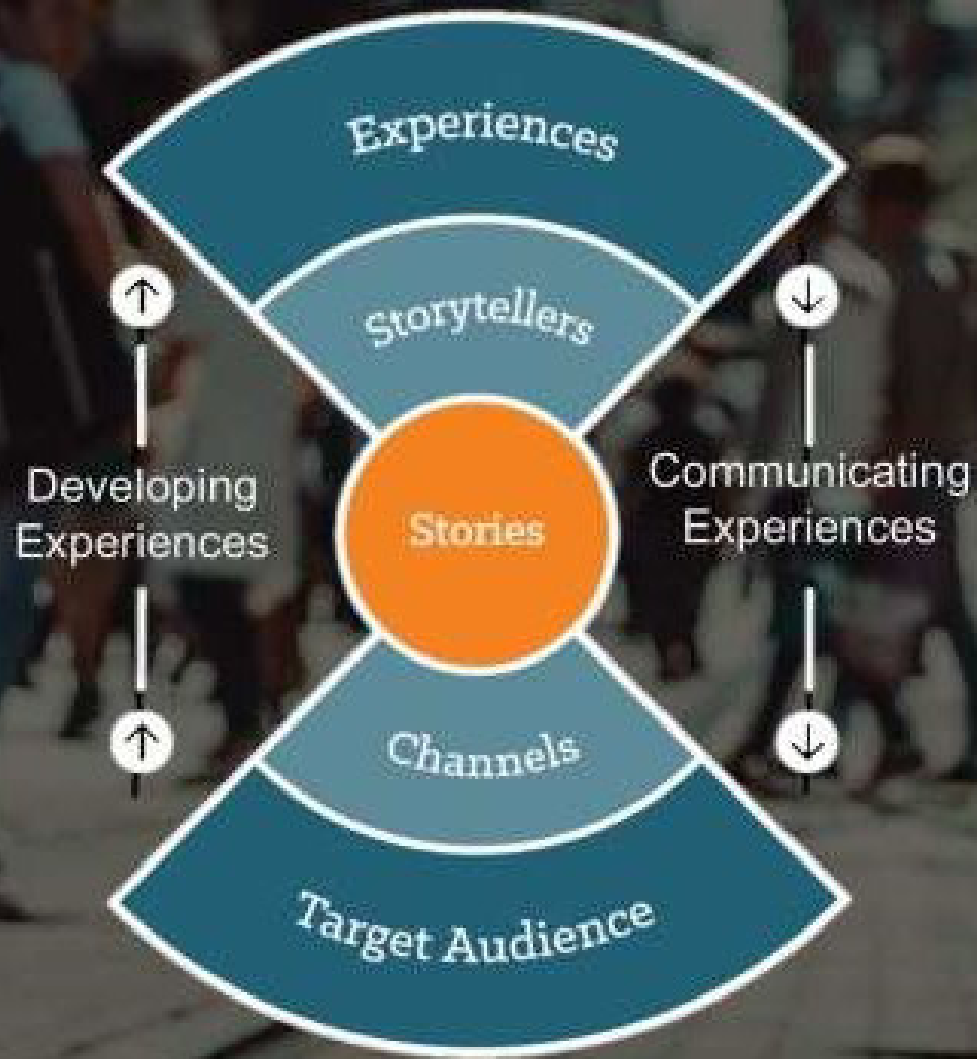 Experiences
Storytellers
Developing
Experiences
Stories
Communicating
Experiences
Channels
Target Audience